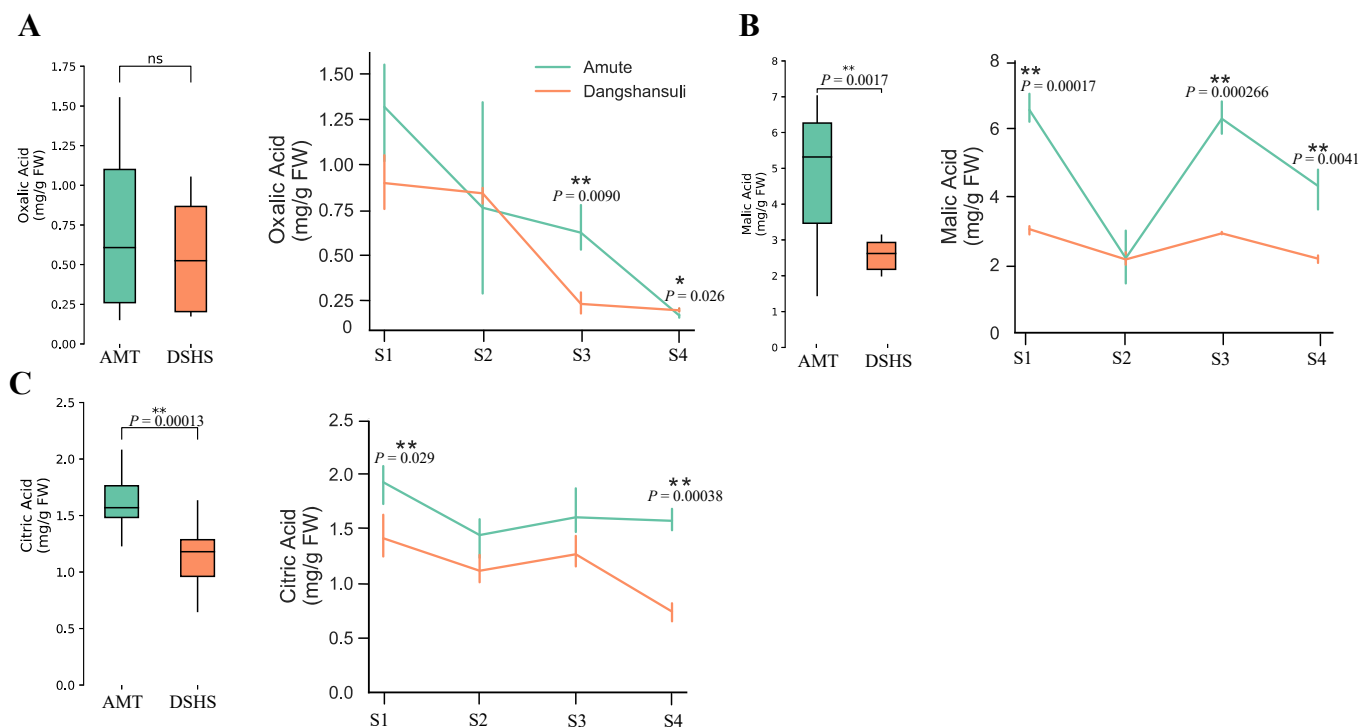 A
ns
Oxalic Acid
(mg/g FW)
1.75
1.50
1.25
1.00
0.75
0.50
0.25
0.00
AMT
DSHS
Oxalic Acid
(mg/g FW)
1.50
1.25
1.00
0.75
0.50
0.25
0
Amute
Dangshansuli
**
P = 0.0090
*
P = 0.026
S1
S2
S3
S4
B
**
P = 0.0017
Malic Acid
(mg/g FW)
8
7
6
5
4
3
2
1
0
AMT
DSHS
Malic Acid
(mg/g FW)
8
6
4
2
0
**
P = 0.00017
**
P = 0.000266
**
P = 0.0041
S1
S2
S3
S4
C
**
P = 0.00013
Citric Acid
(mg/g FW)
2.5
2.0
1.5
1.0
0.5
0.0
AMT
DSHS
Citric Acid
(mg/g FW)
2.5
2.0
1.5
1.0
0.5
0.0
**
P = 0.029
**
P = 0.00038
S1
S2
S3
S4